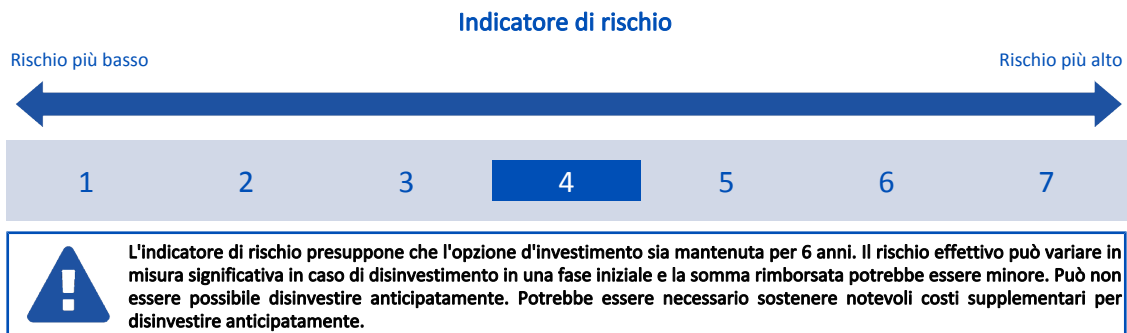 Indicatore di rischio
Rischio più basso Rischio più alto
1 2 3 4 5 6 7
L'indicatore di rischio presuppone che l'opzione d'investimento sia mantenuta per 6 anni. Il rischio effettivo può variare in
misura significativa in caso di disinvestimento in una fase iniziale e la somma rimborsata potrebbe essere minore. Può non
essere possibile disinvestire anticipatamente. Potrebbe essere necessario sostenere notevoli costi supplementari per
disinvestire anticipatamente.